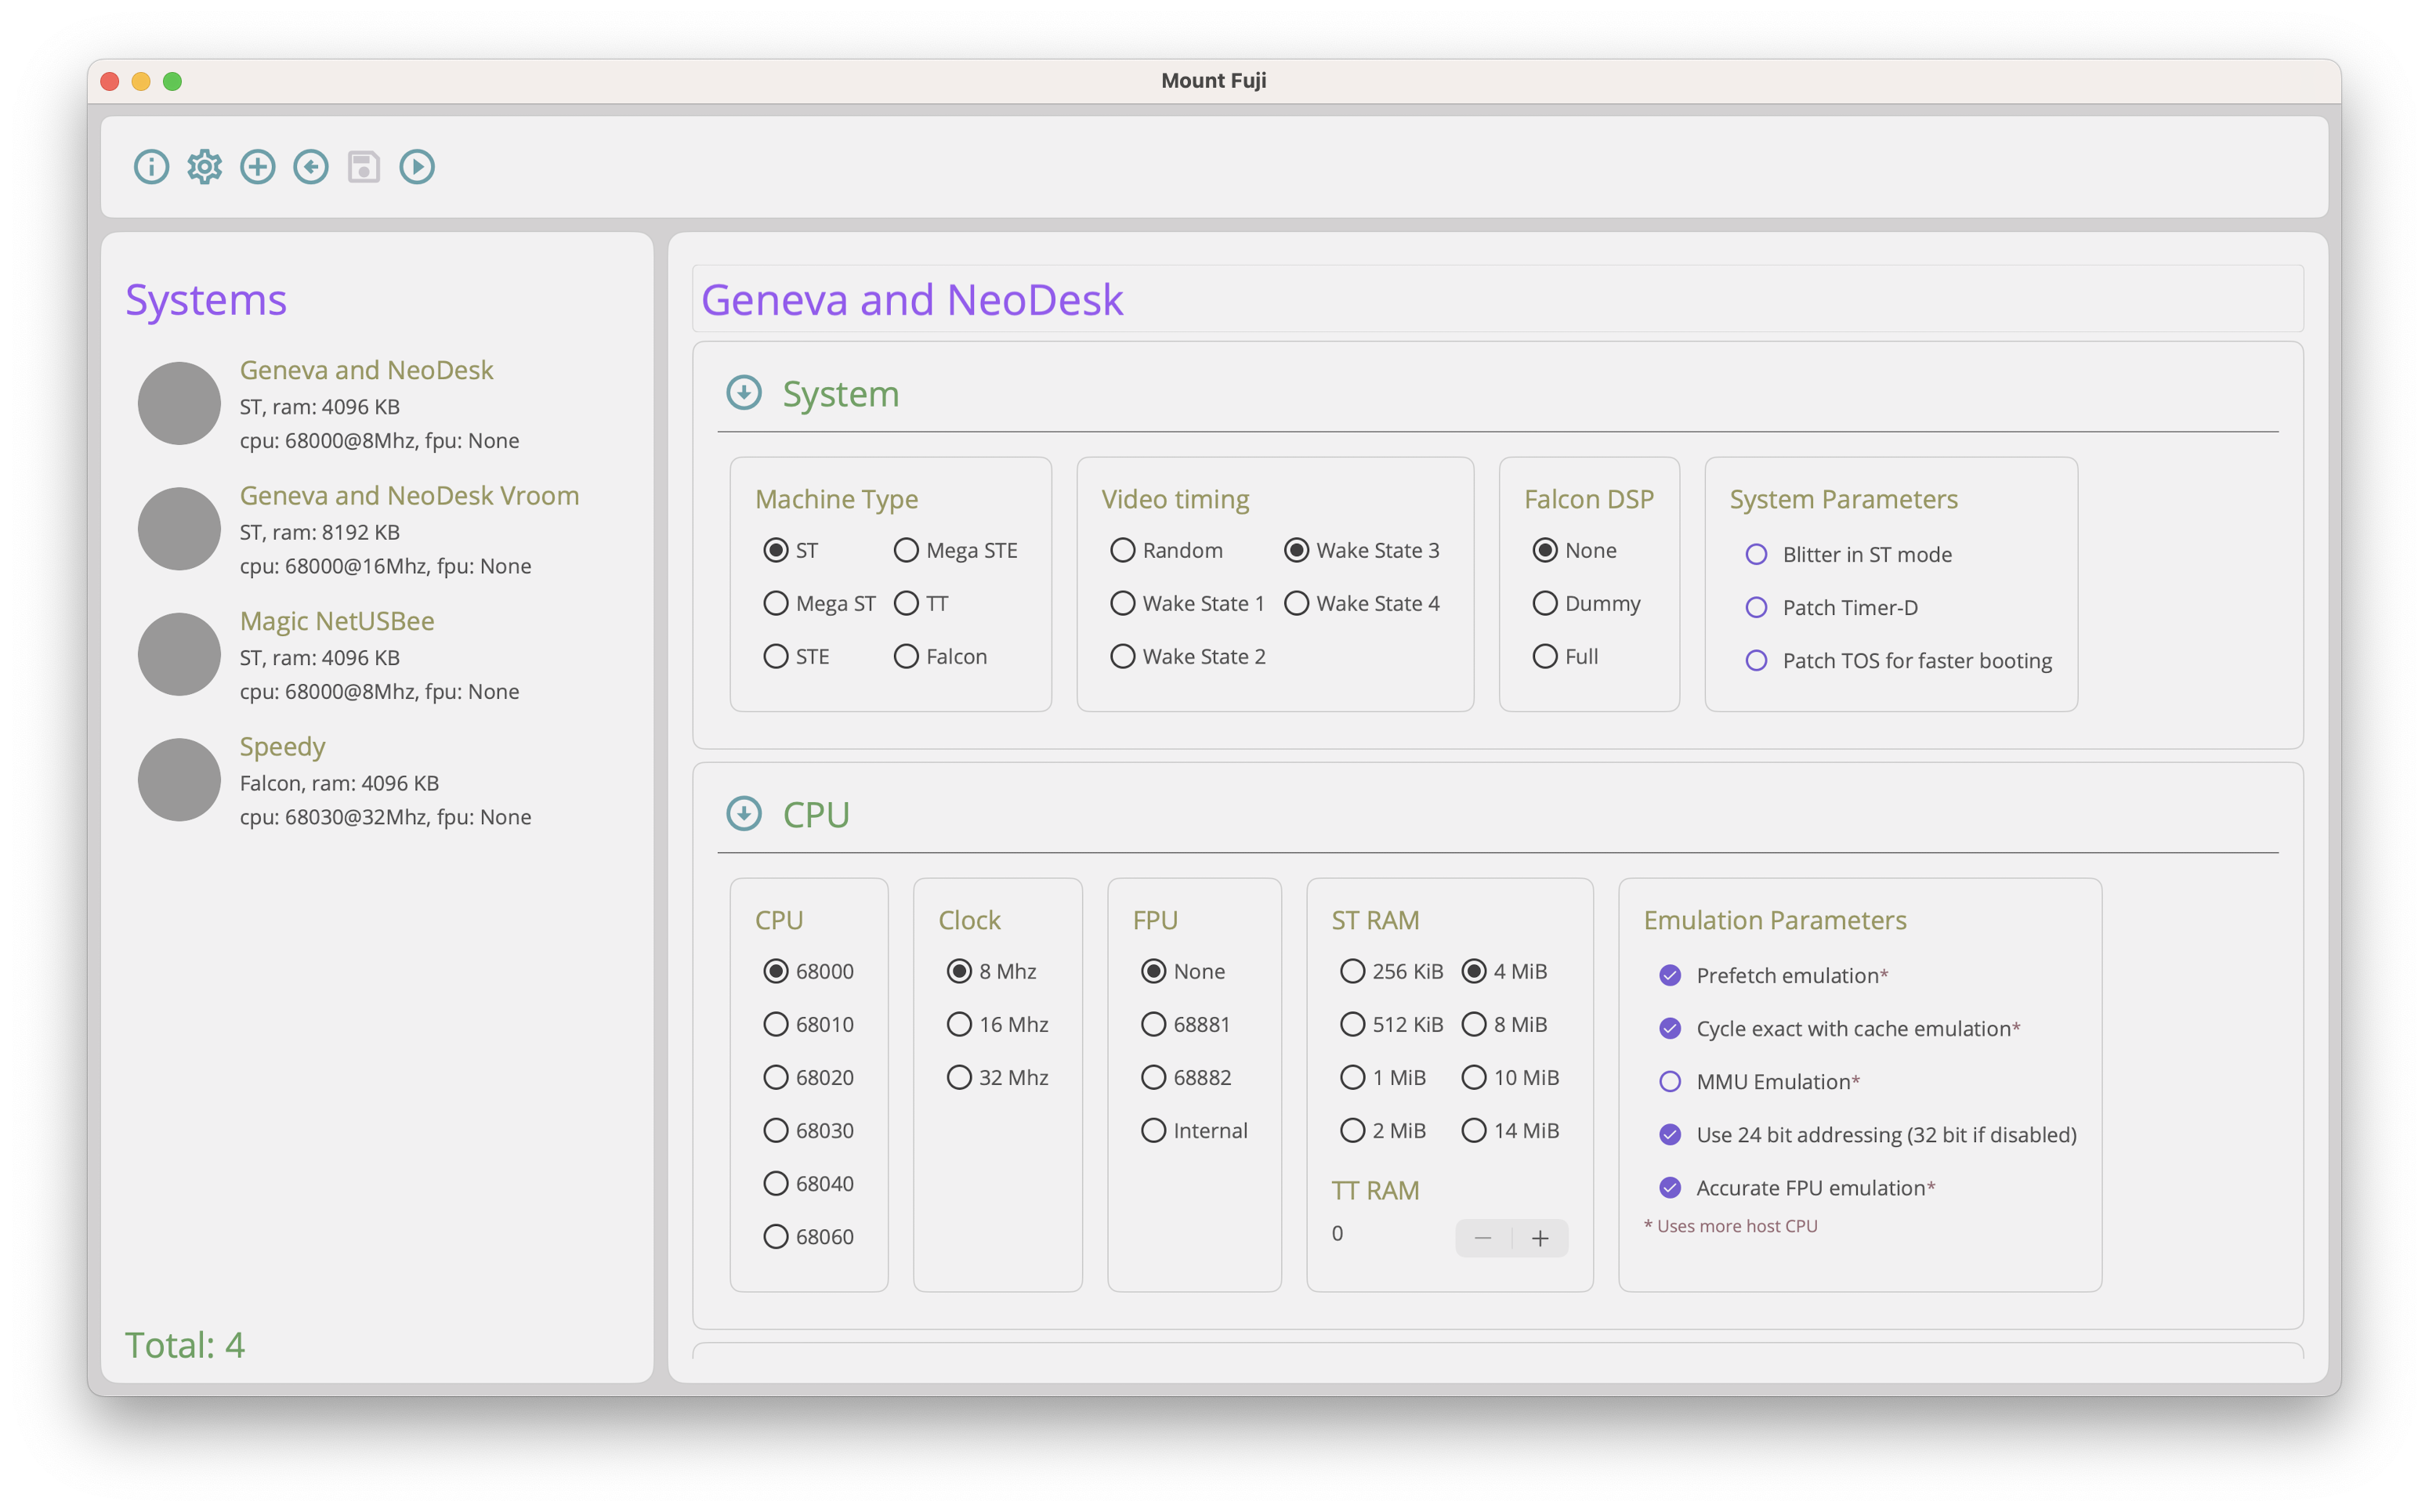 Mount Fuji
Systems
Geneva and NeoDesk
ST, ram: 4096 KB
cpu: 68000@8Mhz, fpu: None
Geneva and NeoDesk Vroom
ST, ram: 8192 KB
cpu: 68000@16Mhz, fpu: None
Magic NetUSBee
ST, ram: 4096 KB
cpu: 68000@8Mhz, fpu: None
Speedy
Falcon, ram: 4096 KB
cpu: 68030@32Mhz, fpu: None
Total: 4
Geneva and NeoDesk
System
Machine Type
ST
Mega STE
Mega ST
TT
STE
Falcon
Video timing
Random
Wake State 3
Wake State 1
Wake State 4
Wake State 2
Falcon DSP
None
Dummy
Full
System Parameters
Blitter in ST mode
Patch Timer-D
Patch TOS for faster booting
CPU
CPU
68000
68010
68020
68030
68040
68060
Clock
8 Mhz
16 Mhz
32 Mhz
FPU
None
68881
68882
Internal
ST RAM
256 KiB
4 MiB
512 KiB
8 MiB
1 MiB
10 MiB
2 MiB
14 MiB
TT RAM
0
Emulation Parameters
Prefetch emulation*
Cycle exact with cache emulation*
MMU Emulation*
Use 24 bit addressing (32 bit if disabled)
Accurate FPU emulation*
* Uses more host CPU